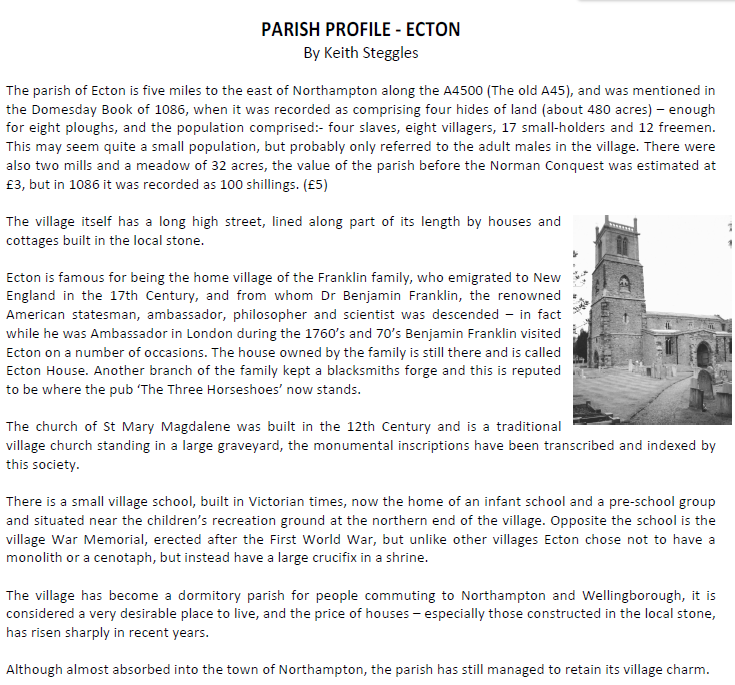 PARISH PROFILE - ECTON
By Keith Steggles
The parish of Ecton is five miles to the east of Northampton along the A4500 (The old A45), and was mentioned in
the Domesday Book of 1086, when it was recorded as comprising four hides of land (about 480 acres) – enough
for eight ploughs, and the population comprised:- four slaves, eight villagers, 17 small-holders and 12 freemen.
This may seem quite a small population, but probably only referred to the adult males in the village. There were
also two mills and a meadow of 32 acres, the value of the parish before the Norman Conquest was estimated at
£3, but in 1086 it was recorded as 100 shillings. (£5)
The village itself has a long high street, lined along part of its length by houses and
cottages built in the local stone.
Ecton is famous for being the home village of the Franklin family, who emigrated to New
England in the 17th Century, and from whom Dr Benjamin Franklin, the renowned
American statesman, ambassador, philosopher and scientist was descended – in fact
while he was Ambassador in London during the 1760's and 70's Benjamin Franklin visited
Ecton on a number of occasions. The house owned by the family is still there and is called
Ecton House. Another branch of the family kept a blacksmiths forge and this is reputed
to be where the pub 'The Three Horseshoes' now stands.
The church of St Mary Magdalene was built in the 12th Century and is a traditional
village church standing in a large graveyard, the monumental inscriptions have been transcribed and indexed by
this society.
There is a small village school, built in Victorian times, now the home of an infant school and a pre-school group
and situated near the children's recreation ground at the northern end of the village. Opposite the school is the
village War Memorial, erected after the First World War, but unlike other villages Ecton chose not to have a
monolith or a cenotaph, but instead have a large crucifix in a shrine.
The village has become a dormitory parish for people commuting to Northampton and Wellingborough, it is
considered a very desirable place to live, and the price of houses – especially those constructed in the local stone,
has risen sharply in recent years.
Although almost absorbed into the town of Northampton, the parish has still managed to retain its village charm.